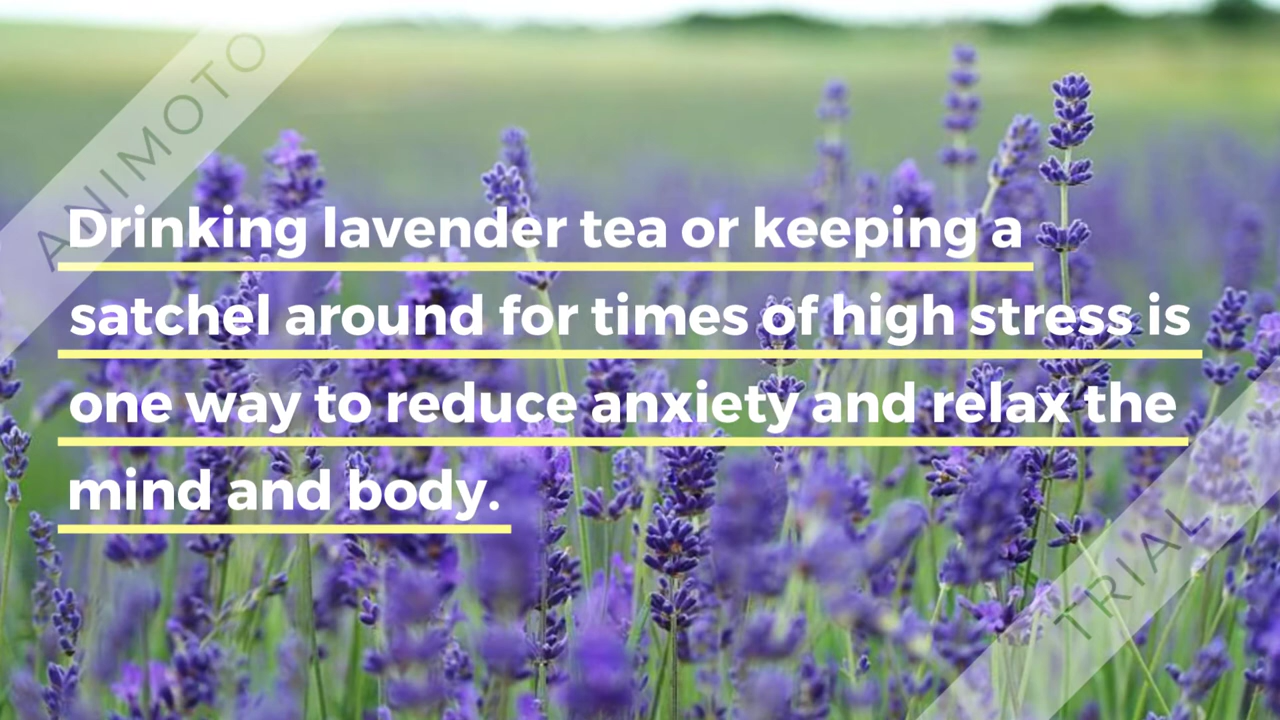 ANIMOTO
Drinking lavender tea or keeping a
satchel around for times of high stress is
one way to reduce anxiety and relax the
mind and body.
TRIAL